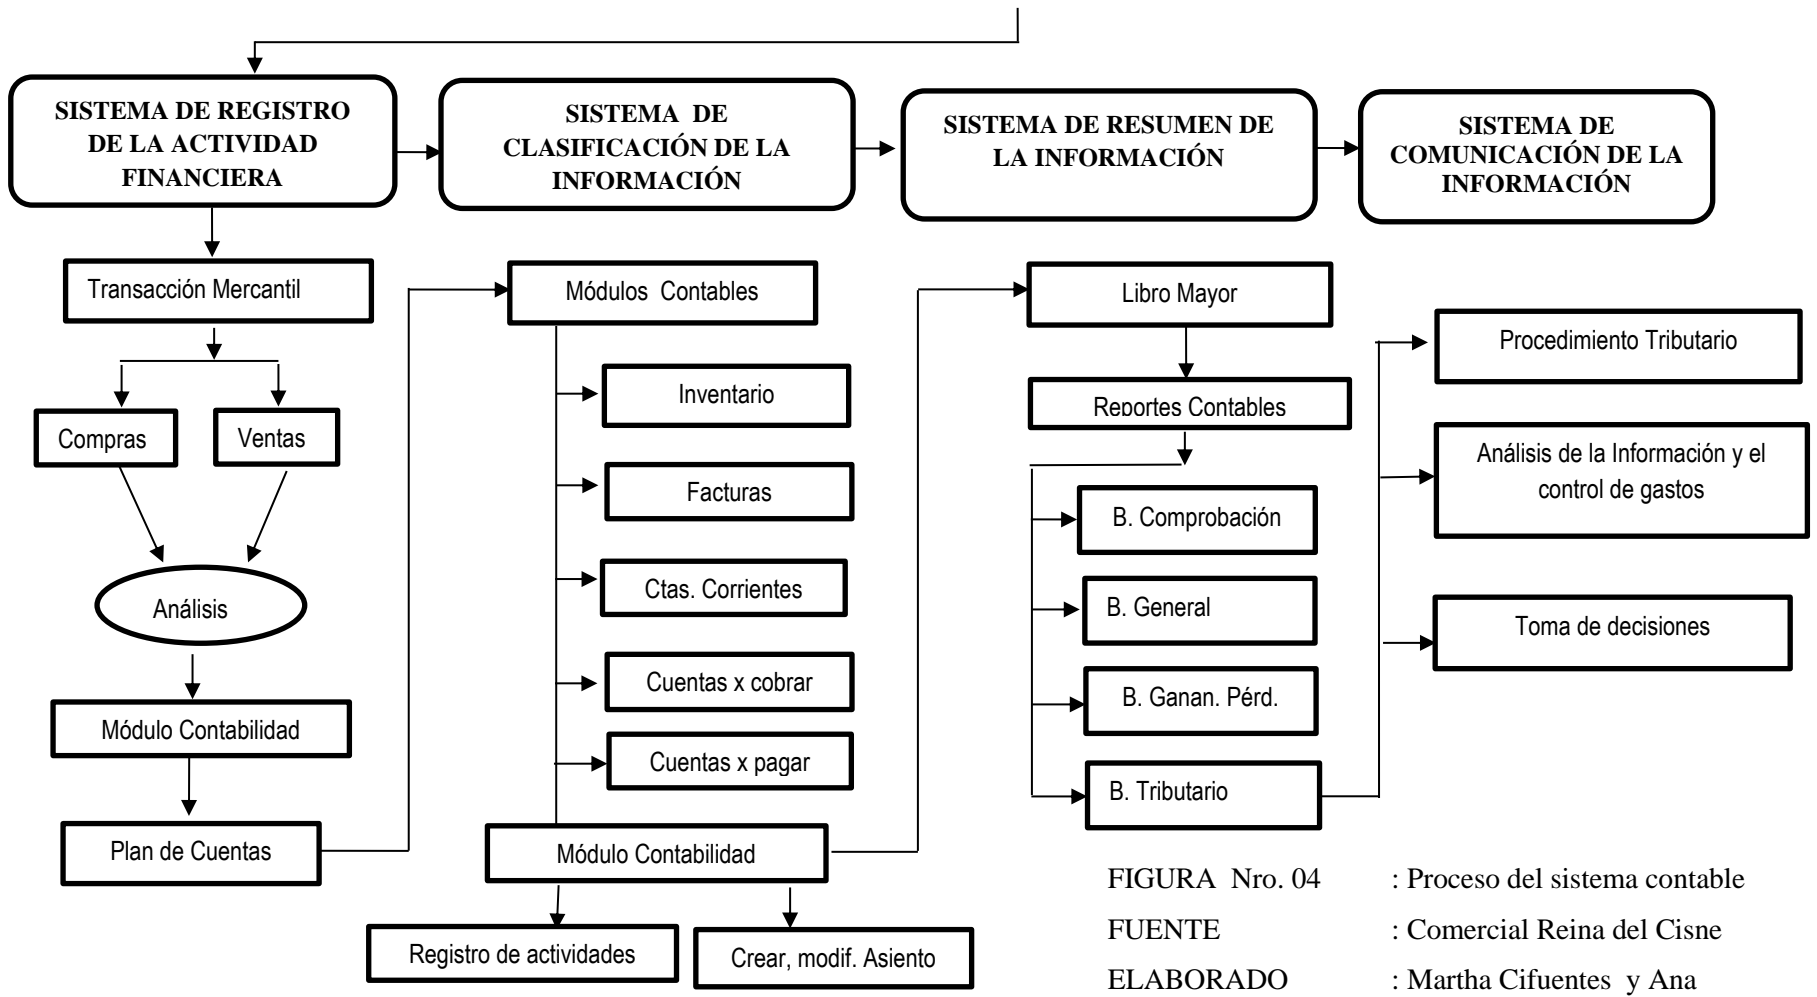 SISTEMA DE REGISTRO
DE LA ACTIVIDAD
FINANCIERA
SISTEMA DE
CLASIFICACIÓN DE LA
INFORMACIÓN
SISTEMA DE RESUMEN DE
LA INFORMACIÓN
SISTEMA DE
COMUNICACIÓN DE LA
INFORMACIÓN
Transacción Mercantil
Compras
Ventas
Análisis
Módulo Contabilidad
Plan de Cuentas
Módulos Contables
Inventario
Facturas
Ctas. Corrientes
Cuentas x cobrar
Cuentas x pagar
Módulo Contabilidad
Registro de actividades
Crear, modif. Asiento
Libro Mayor
Reportes Contables
B. Comprobación
B. General
B. Ganan. Pérd.
B. Tributario
Procedimiento Tributario
Análisis de la Información y el
control de gastos
Toma de decisiones
FIGURA Nro. 04 : Proceso del sistema contable
FUENTE : Comercial Reina del Cisne
ELABORADO : Martha Cifuentes y Ana